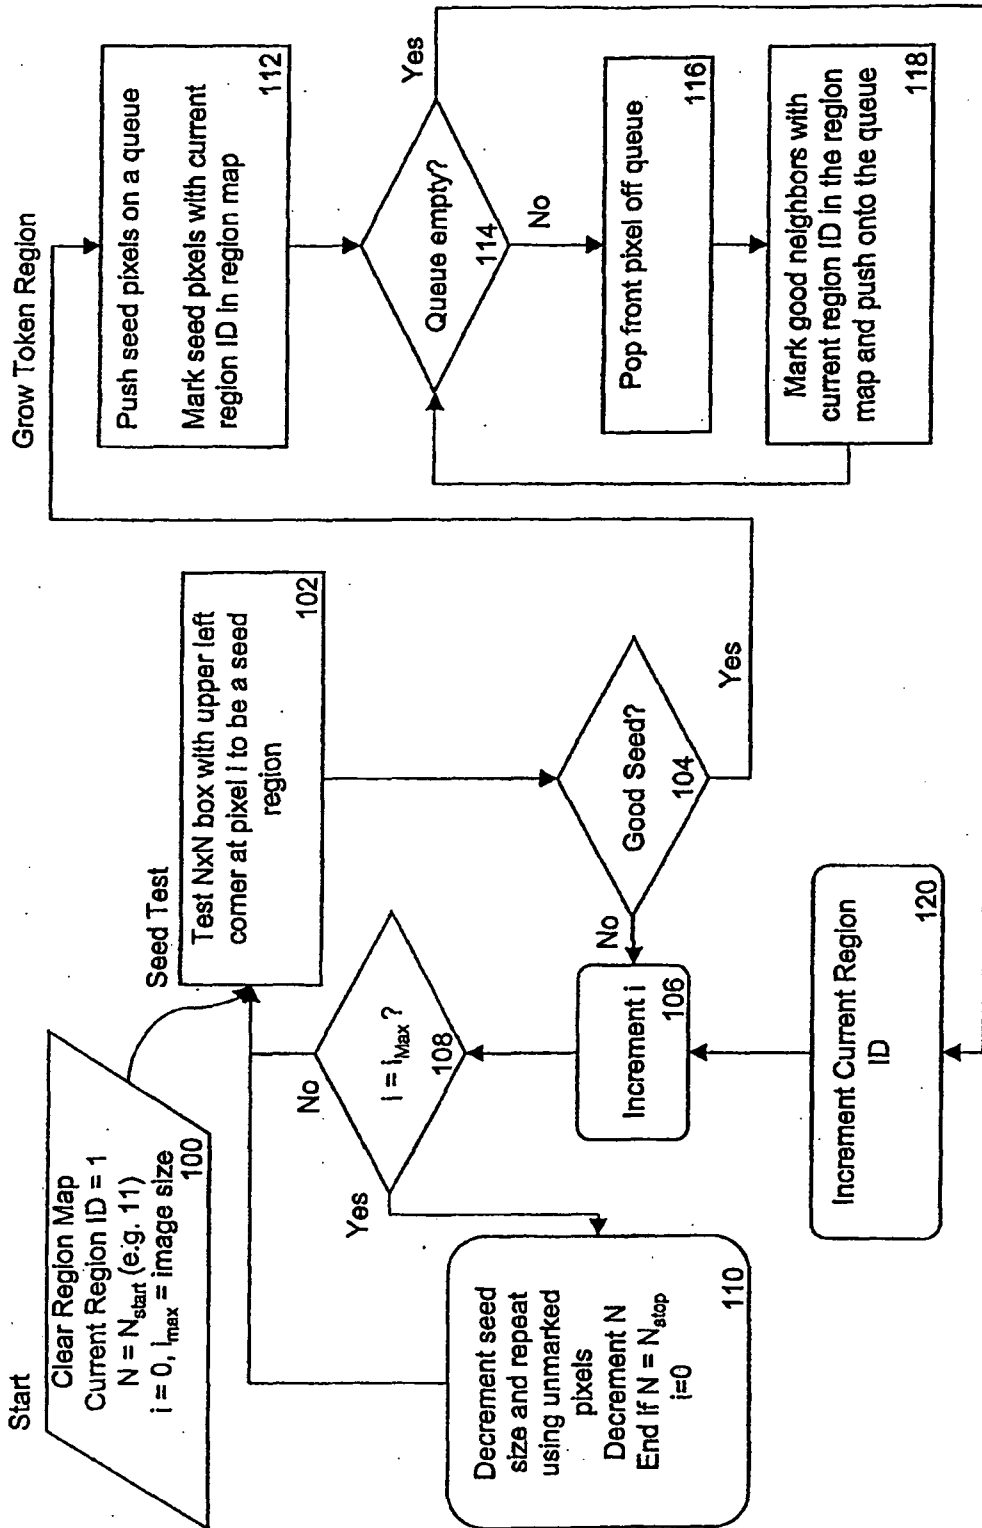 Start
Clear Region Map
Current Region ID = 1
N = Nstart (e.g. 11)
i = 0, imax = image size
100
Seed Test
Test NxN box with upper left
corner at pixel i to be a seed
region
102
Good Seed?
104
No
Yes
Increment i
106
i = iMax ?
108
No
Yes
Decrement seed
size and repeat
using unmarked
pixels
Decrement N
End if N = Nstop
i=0
110
Grow Token Region
Push seed pixels on a queue
Mark seed pixels with current
region ID in region map
112
Queue empty?
114
Yes
No
Pop front pixel off queue
116
Mark good neighbors with
current region ID in the region
map and push onto the queue
118
Increment Current Region
ID
120